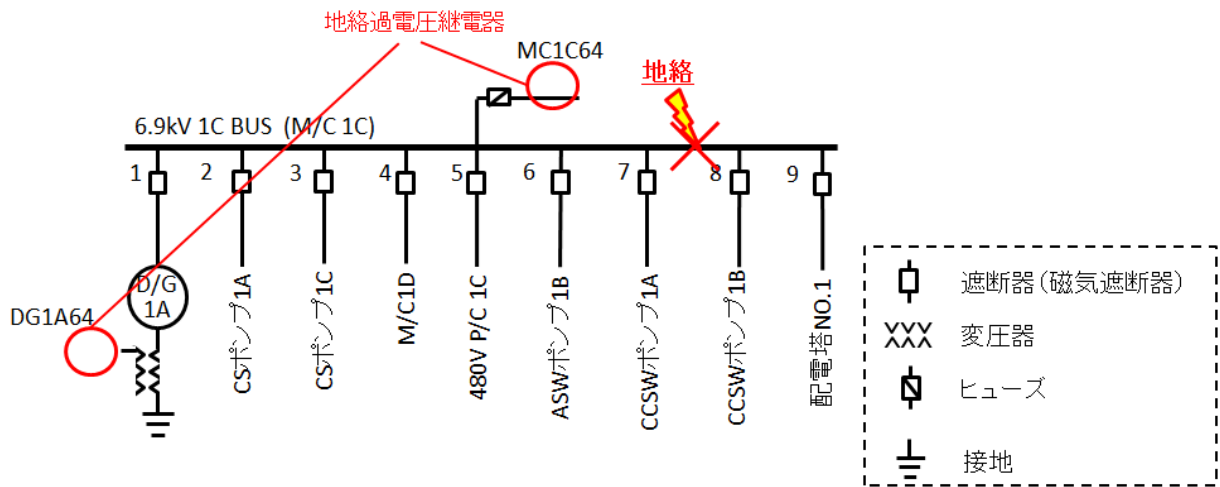 地絡過電圧継電器
MC1C64
地絡
6.9kV 1C BUS (M/C 1C)
1
2
3
4
5
6
7
8
9
D/G
1A
DG1A64
CSポンプ1A
CSポンプ1C
M/C1D
480V P/C 1C
ASWポンプ1B
CCSWポンプ1A
CCSWポンプ1B
配電塔NO.1
遮断器(磁気遮断器)
変圧器
ヒューズ
接地